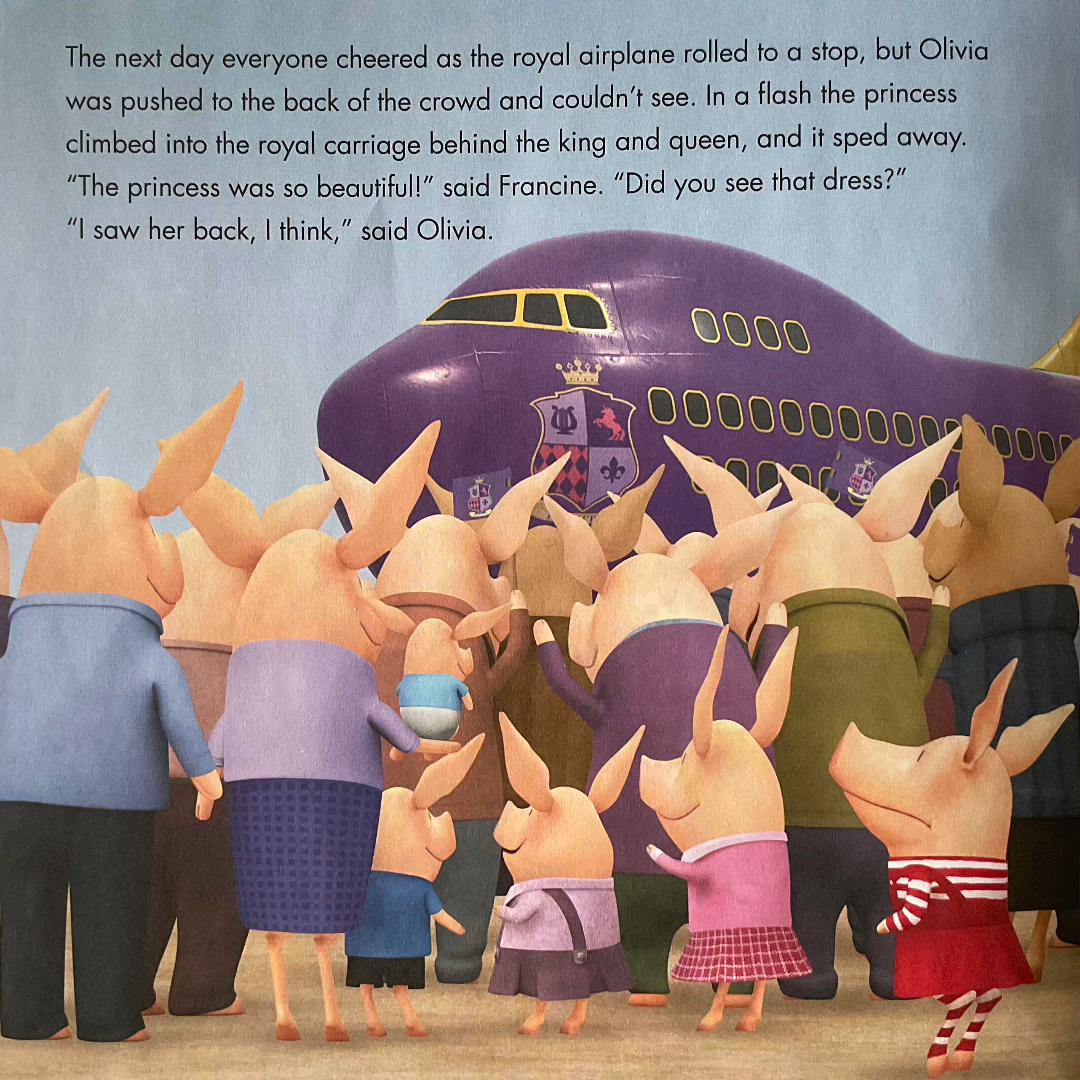 The next day everyone cheered as the royal airplane rolled to a stop, but Olivia
was pushed to the back of the crowd and couldn’t see. In a flash the princess
climbed into the royal carriage behind the king and queen, and it sped away.
“The princess was so beautiful!” said Francine. “Did you see that dress?”
“I saw her back, I think,” said Olivia.